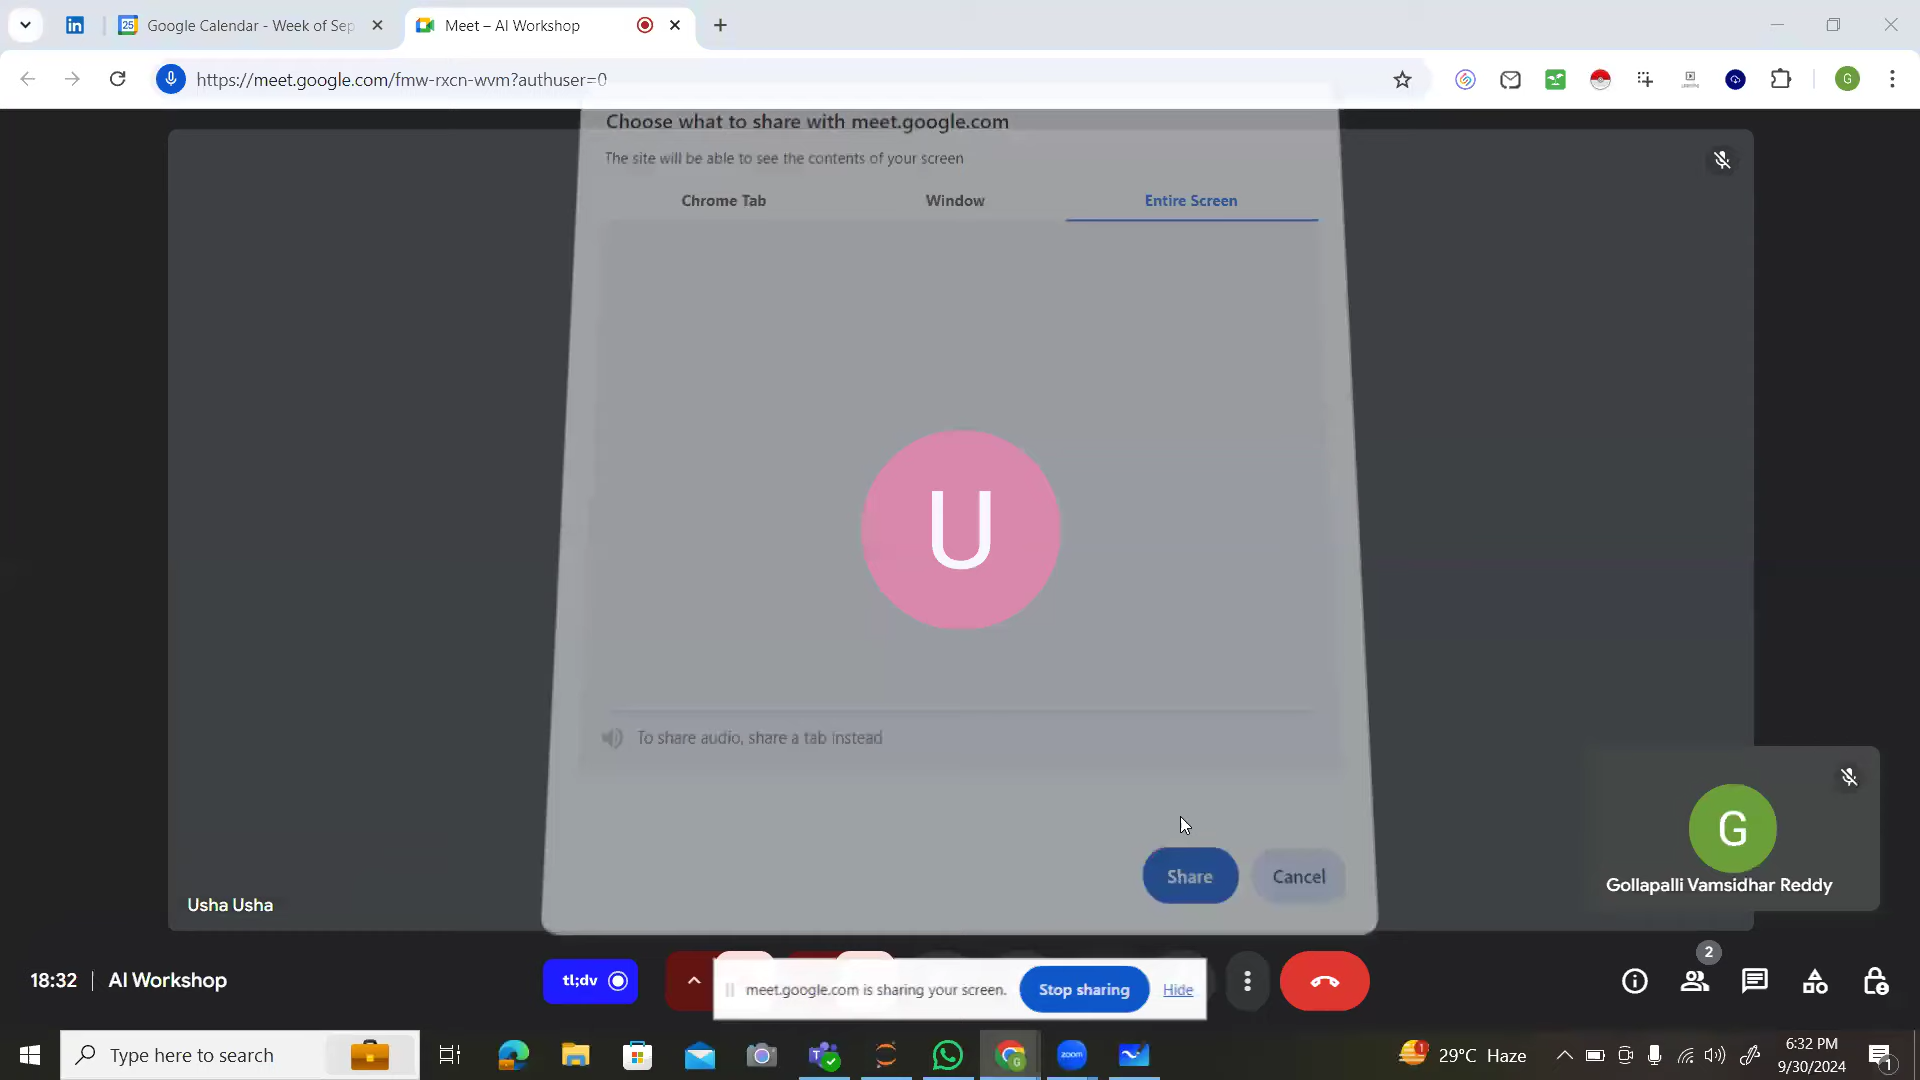 Google Calendar - Week of Sep
Meet – AI Workshop
https://meet.google.com/fmw-rxcn-wvm?authuser=0
G
Choose what to share with meet.google.com
The site will be able to see the contents of your screen
Chrome Tab
Window
Entire Screen
U
To share audio, share a tab instead
Share
Cancel
G
Gollapalli Vamsidhar Reddy
Usha Usha
18:32
AI Workshop
tl;dv
meet.google.com is sharing your screen.
Stop sharing
Hide
2
Type here to search
zoom
29°C Haze
6:32 PM
9/30/2024
1